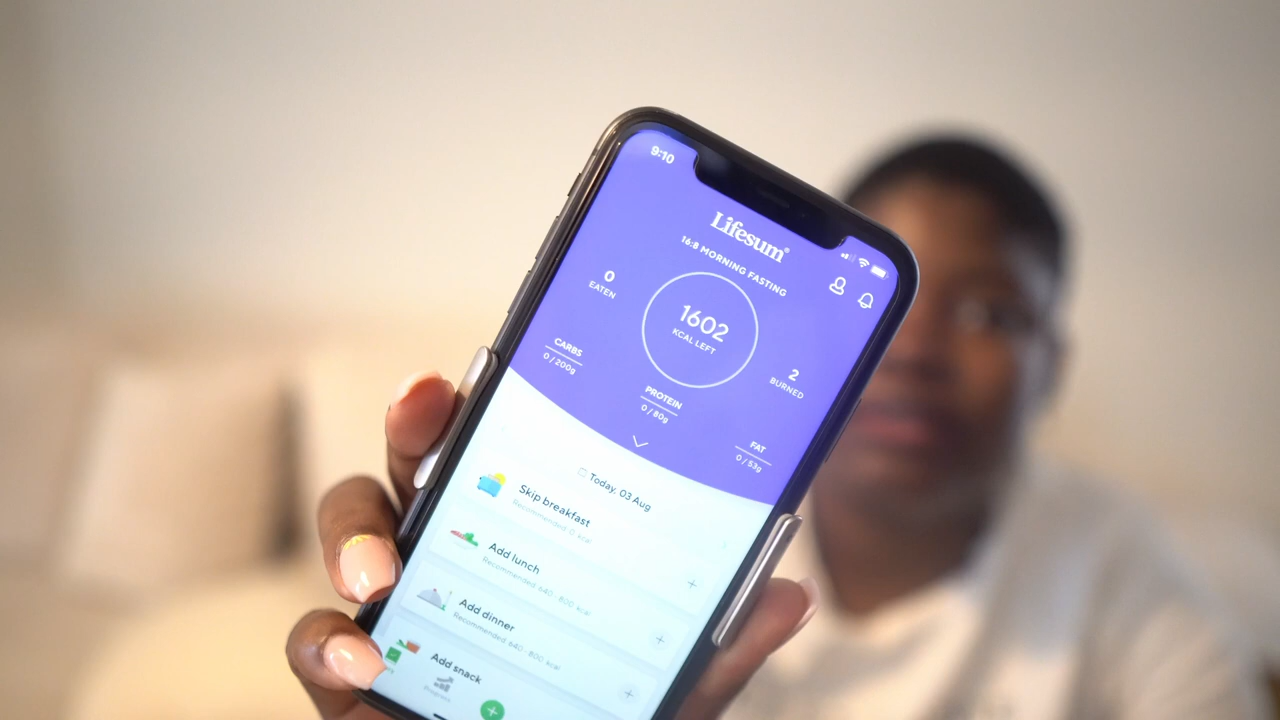 9:10
Lifesum®
16:8 MORNING FASTING
0
EATEN
1602
KCAL LEFT
2
BURNED
CARBS
0 / 200g
PROTEIN
0 / 80g
FAT
0 / 53g
Today, 03 Aug
Skip breakfast
Recommended 0 kcal
Add lunch
Recommended 640 - 800 kcal
Add dinner
Recommended 640 - 800 kcal
Add snack
Progress